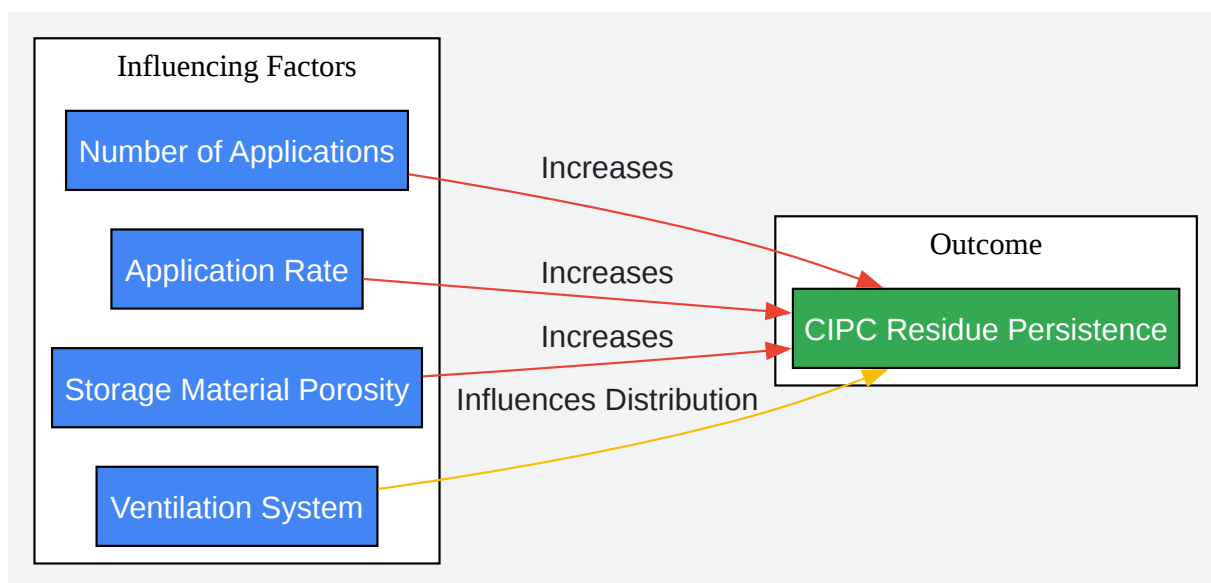 Influencing Factors
Number of Applications
Application Rate
Storage Material Porosity
Ventilation System
Increases
Increases
Increases
Influences Distribution
Outcome
CIPC Residue Persistence